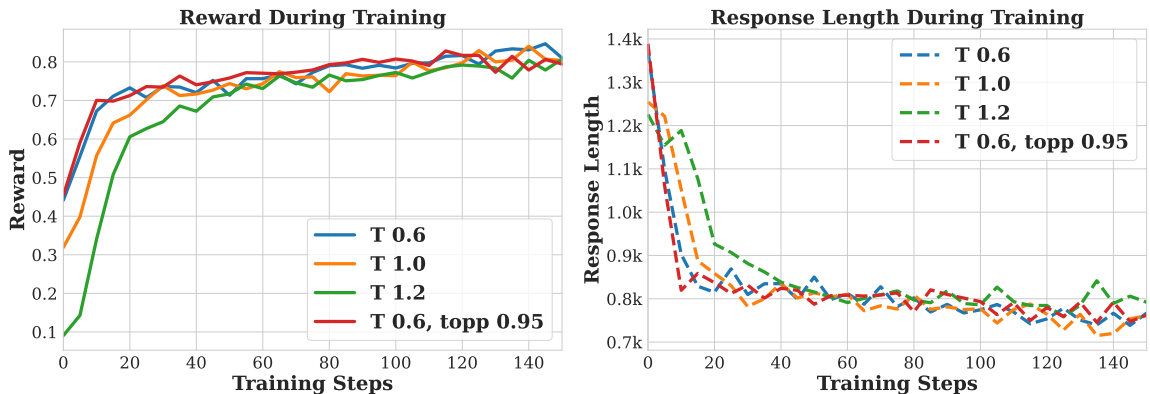 Reward During Training
Reward
0.8
0.7
0.6
0.5
0.4
0.3
0.2
0.1
T 0.6
T 1.0
T 1.2
T 0.6, topp 0.95
0 20 40 60 80 100 120 140
Training Steps
Response Length During Training
Response Length
1.4k
1.3k
1.2k
1.1k
1.0k
0.9k
0.8k
0.7k
T 0.6
T 1.0
T 1.2
T 0.6, topp 0.95
0 20 40 60 80 100 120 140
Training Steps